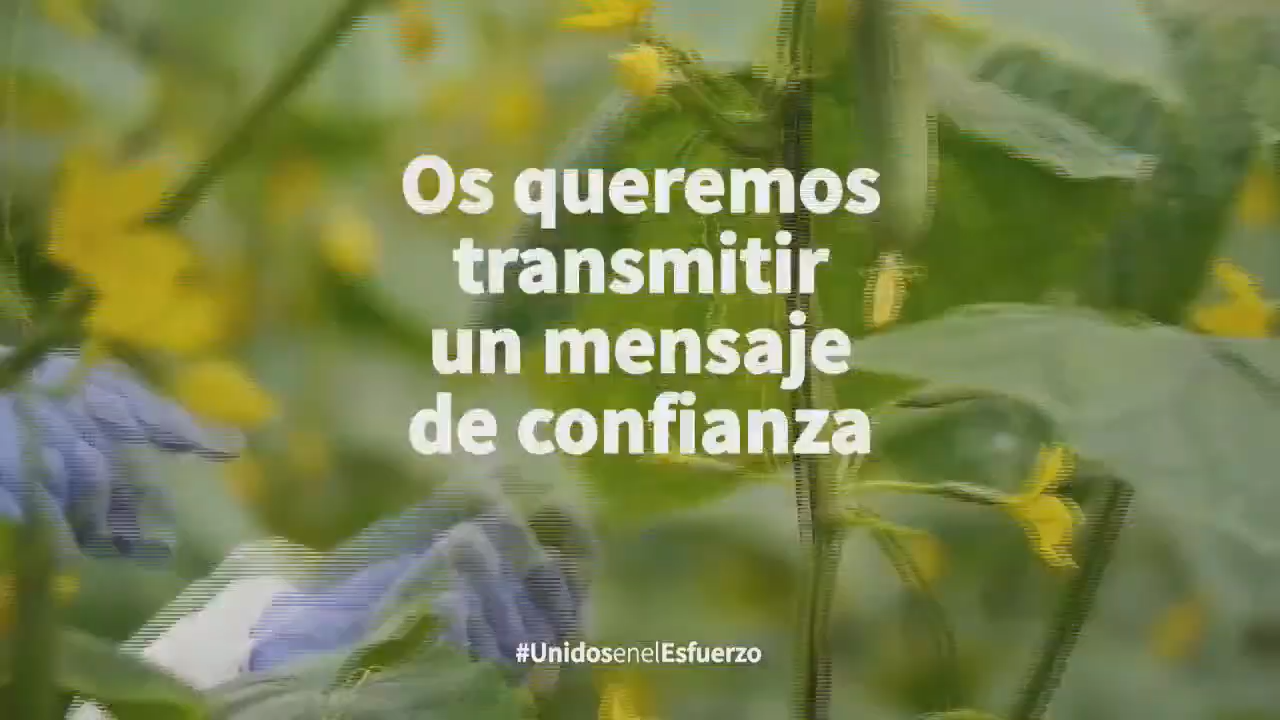 Os queremos
transmitir
un mensaje
de confianza
#UnidosenelEsfuerzo